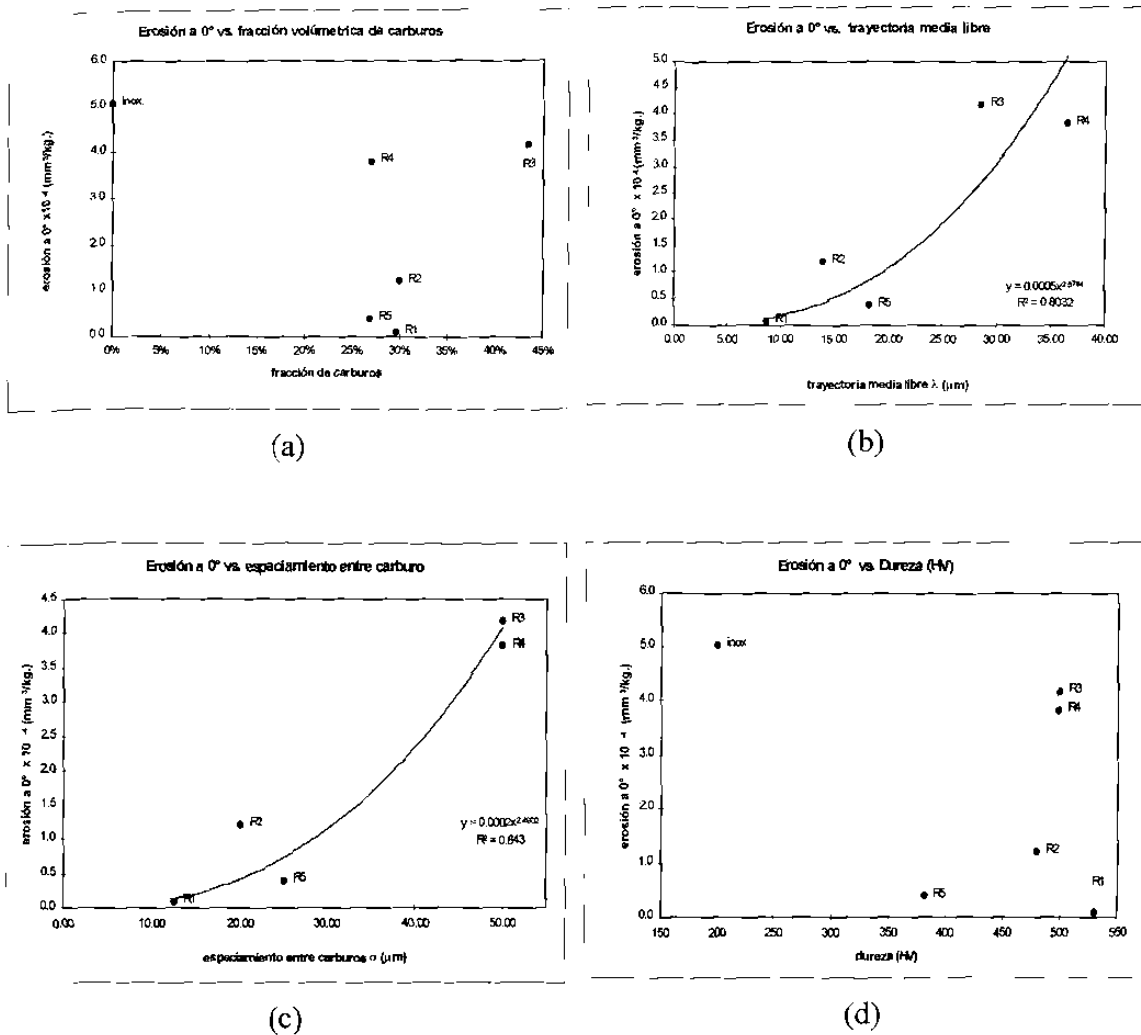 Erosión a 0° vs. fracción volúmetrica de carburos
6.0
5.0
4.0
3.0
2.0
1.0
0.0
erosión a 0° x10⁻⁴ (mm³/kg.)
inox.
R4
R3
R2
R5
R1
0%
5%
10%
15%
20%
25%
30%
35%
40%
45%
fracción de carburos
(a)
Erosión a 0° vs. trayectoria media libre
5.0
4.5
4.0
3.5
3.0
2.5
2.0
1.5
1.0
0.5
0.0
erosión a 0° x 10⁻⁴ (mm³/kg.)
R3
R4
R2
R5
R1
R² = 0.8032
0.00
5.00
10.00
15.00
20.00
25.00
30.00
35.00
40.00
trayectoria media libre λ (μm)
(b)
Erosión a 0° vs. espaciamiento entre carburo
4.5
4.0
3.5
3.0
2.5
2.0
1.5
1.0
0.5
0.0
erosión a 0° x 10⁻⁴ (mm³/kg.)
R3
R4
R2
R5
R1
R² = 0.843
0.00
10.00
20.00
30.00
40.00
50.00
espaciamiento entre carburos σ (μm)
(c)
Erosión a 0° vs. Dureza (HV)
6.0
5.0
4.0
3.0
2.0
1.0
0.0
erosión a 0° x 10⁻⁴ (mm³/kg.)
inox
R3
R4
R2
R1
R5
150
200
250
300
350
400
450
500
550
dureza (HV)
(d)